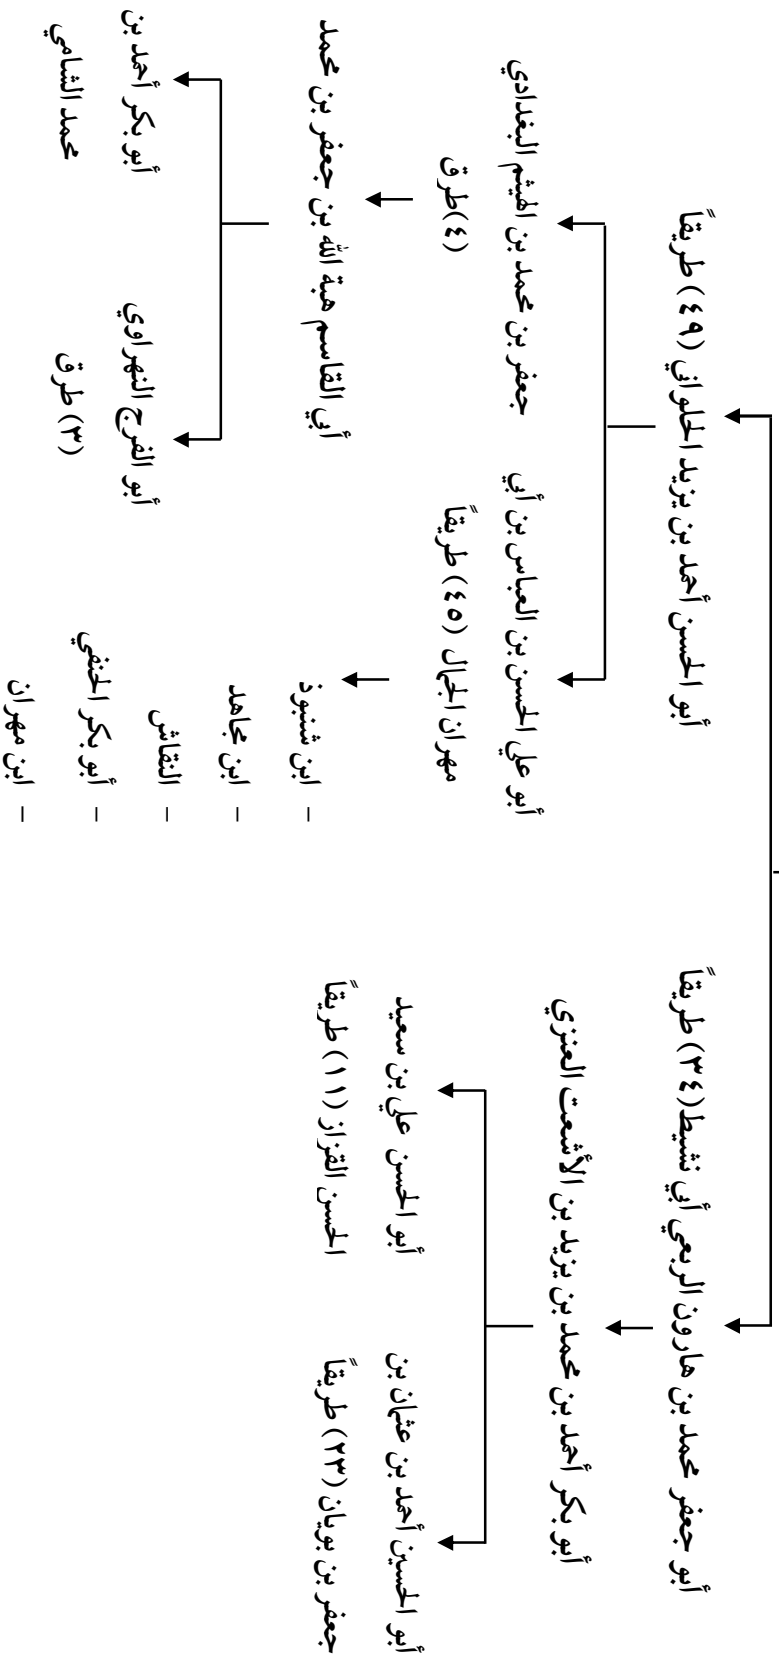 أبو جعفر محمد بن هارون الربعي أبي نشيط (٣٤) طريقاً
أبو بكر أحمد بن محمد بن يزيد بن الأشعت العنزي
أبو الحسين أحمد بن عثمان بن
جعفر بن بويان (٢٣) طريقاً
أبو الحسن علي بن سعيد
الحسن القزاز (١١) طريقاً
أبو الحسن أحمد بن يزيد الحلواني (٤٩) طريقاً
أبو علي الحسن بن العباس بن أبي
مهران الجمال (٤٥) طريقاً
– ابن شنبوذ
– ابن مجاهد
– النقاش
– أبو بكر الحنفي
– ابن مهران
جعفر بن محمد بن الهيثم البغدادي
(٤) طرق
أبي القاسم هبة الله بن جعفر بن محمد
أبو الفرج النهراوي
(٣) طرق
أبو بكر أحمد بن
محمد الشامي